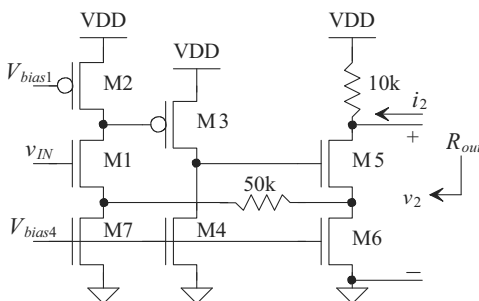 VDD
VDD
VDD
V_bias1
M2
M3
10k
i_2
+
v_IN
M1
M5
R_out
50k
v_2
V_bias4
M7
M4
M6
−